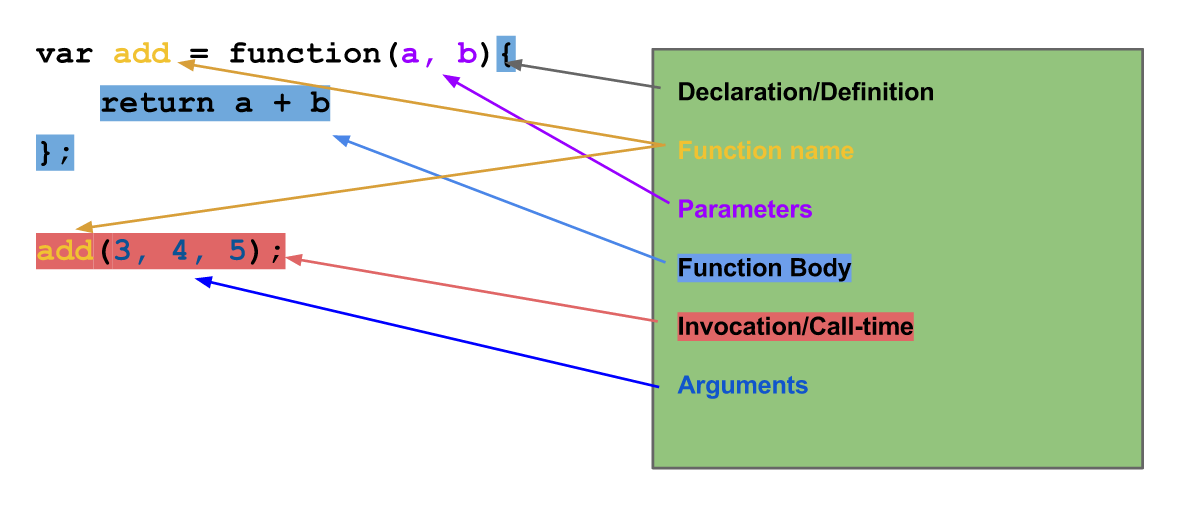 var add = function(a, b){
return a + b
};
add(3, 4, 5);
Declaration/Definition
Function name
Parameters
Function Body
Invocation/Call-time
Arguments